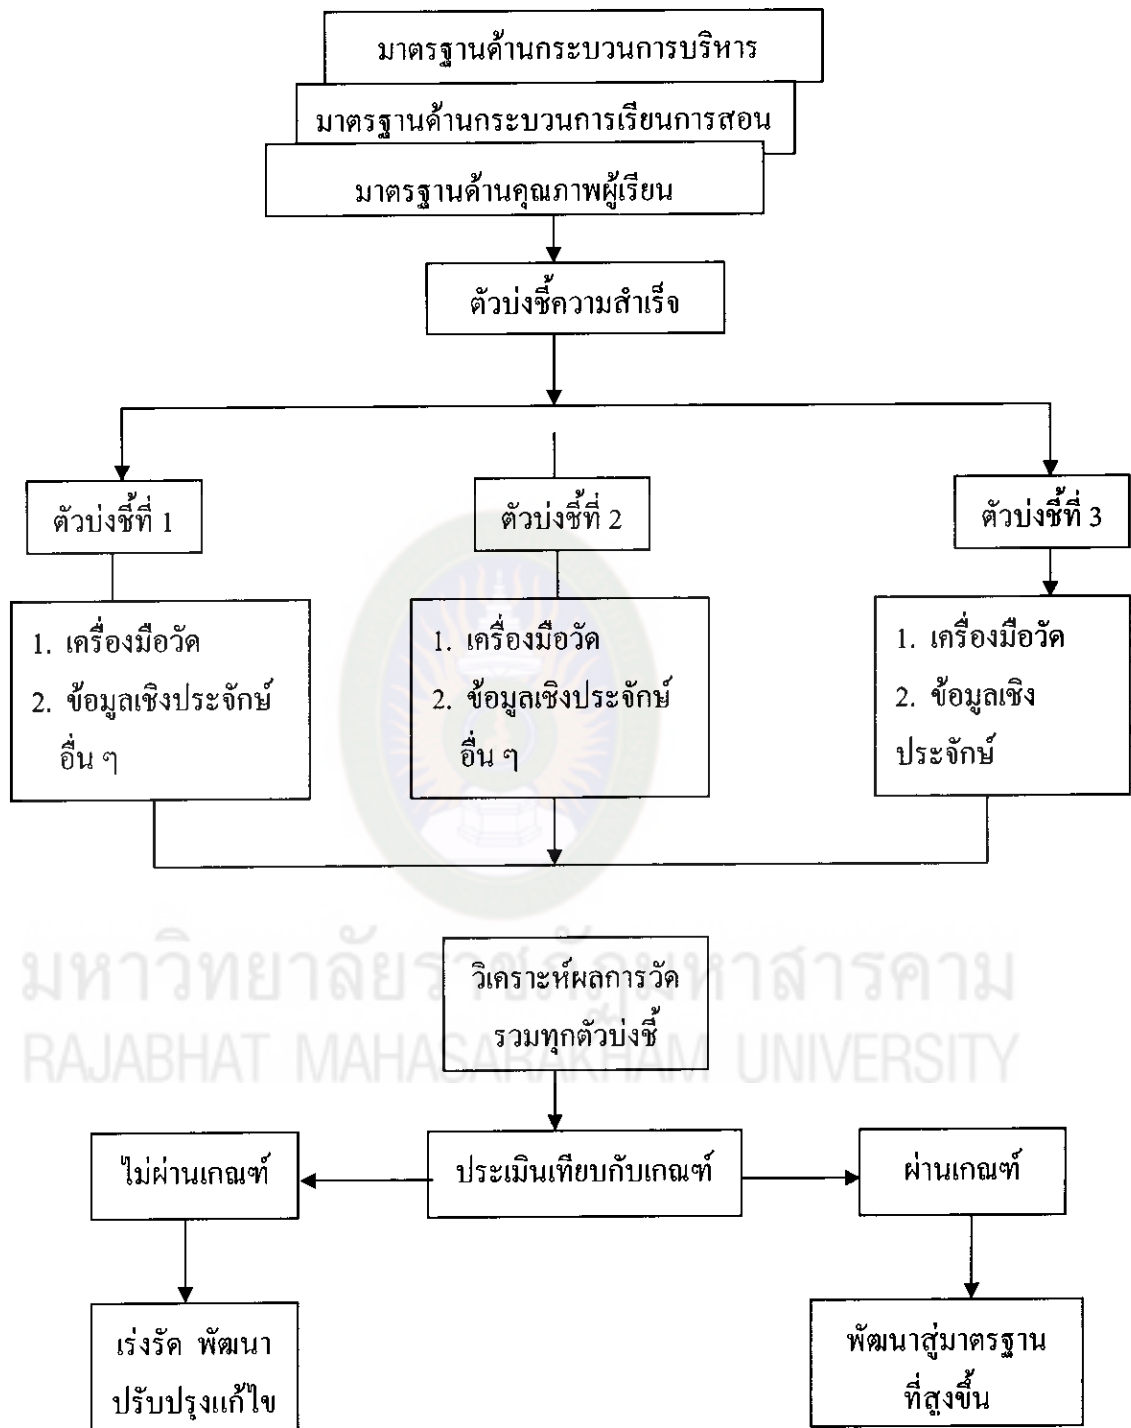 มาตรฐานด้านกระบวนการบริหาร
มาตรฐานด้านกระบวนการเรียนการสอน
มาตรฐานด้านคุณภาพผู้เรียน
ตัวบ่งชี้ความสำเร็จ
ตัวบ่งชี้ที่ 1
ตัวบ่งชี้ที่ 2
ตัวบ่งชี้ที่ 3
1. เครื่องมือวัด
2. ข้อมูลเชิงประจักษ์
อื่น ๆ
1. เครื่องมือวัด
2. ข้อมูลเชิงประจักษ์
อื่น ๆ
1. เครื่องมือวัด
2. ข้อมูลเชิง
ประจักษ์
มหาวิทยาลัยราชภัฏมหาสารคาม
RAJABHAT MAHASARAKHAM UNIVERSITY
วิเคราะห์ผลการวัด
รวมทุกตัวบ่งชี้
ไม่ผ่านเกณฑ์
ประเมินเทียบกับเกณฑ์
ผ่านเกณฑ์
เร่งรัด พัฒนา
ปรับปรุงแก้ไข
พัฒนาสู่มาตรฐาน
ที่สูงขึ้น